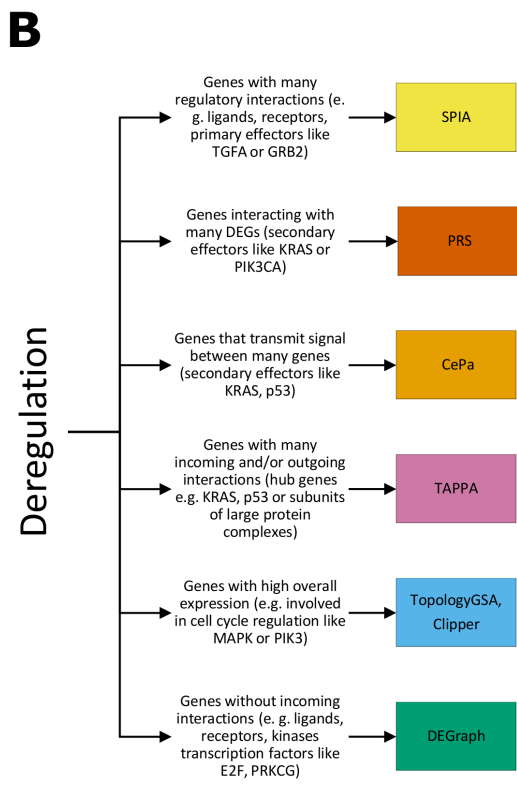 B
Deregulation
Genes with many
regulatory interactions (e.
g. ligands, receptors,
primary effectors like
TGFA or GRB2)
SPIA
Genes interacting with
many DEGs (secondary
effectors like KRAS or
PIK3CA)
PRS
Genes that transmit signal
between many genes
(secondary effectors like
KRAS, p53)
CePa
Genes with many
incoming and/or outgoing
interactions (hub genes
e.g. KRAS, p53 or subunits
of large protein
complexes)
TAPPA
Genes with high overall
expression (e.g. involved
in cell cycle regulation like
MAPK or PIK3)
TopologyGSA,
Clipper
Genes without incoming
interactions (e. g. ligands,
receptors, kinases
transcription factors like
E2F, PRKCG)
DEGraph